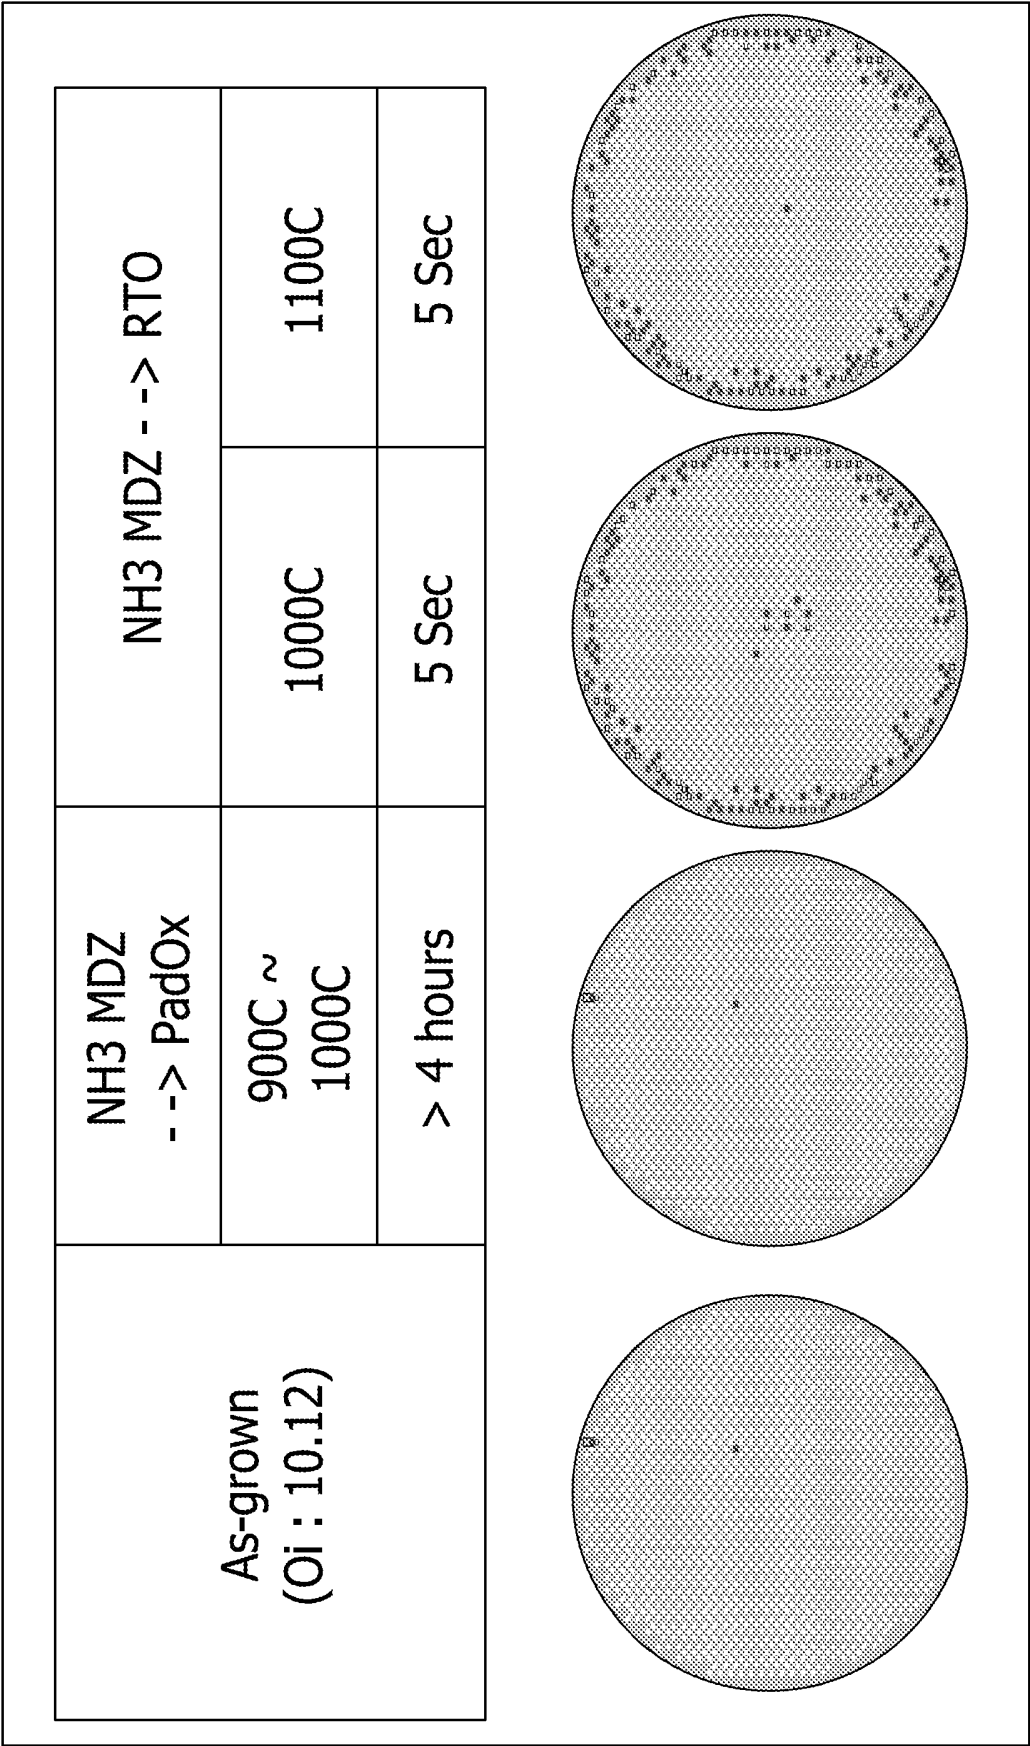 As-grown
(Oi : 10.12)
NH3 MDZ
- -> PadOx
NH3 MDZ - -> RTO
900C ~
1000C
1000C
1100C
> 4 hours
5 Sec
5 Sec